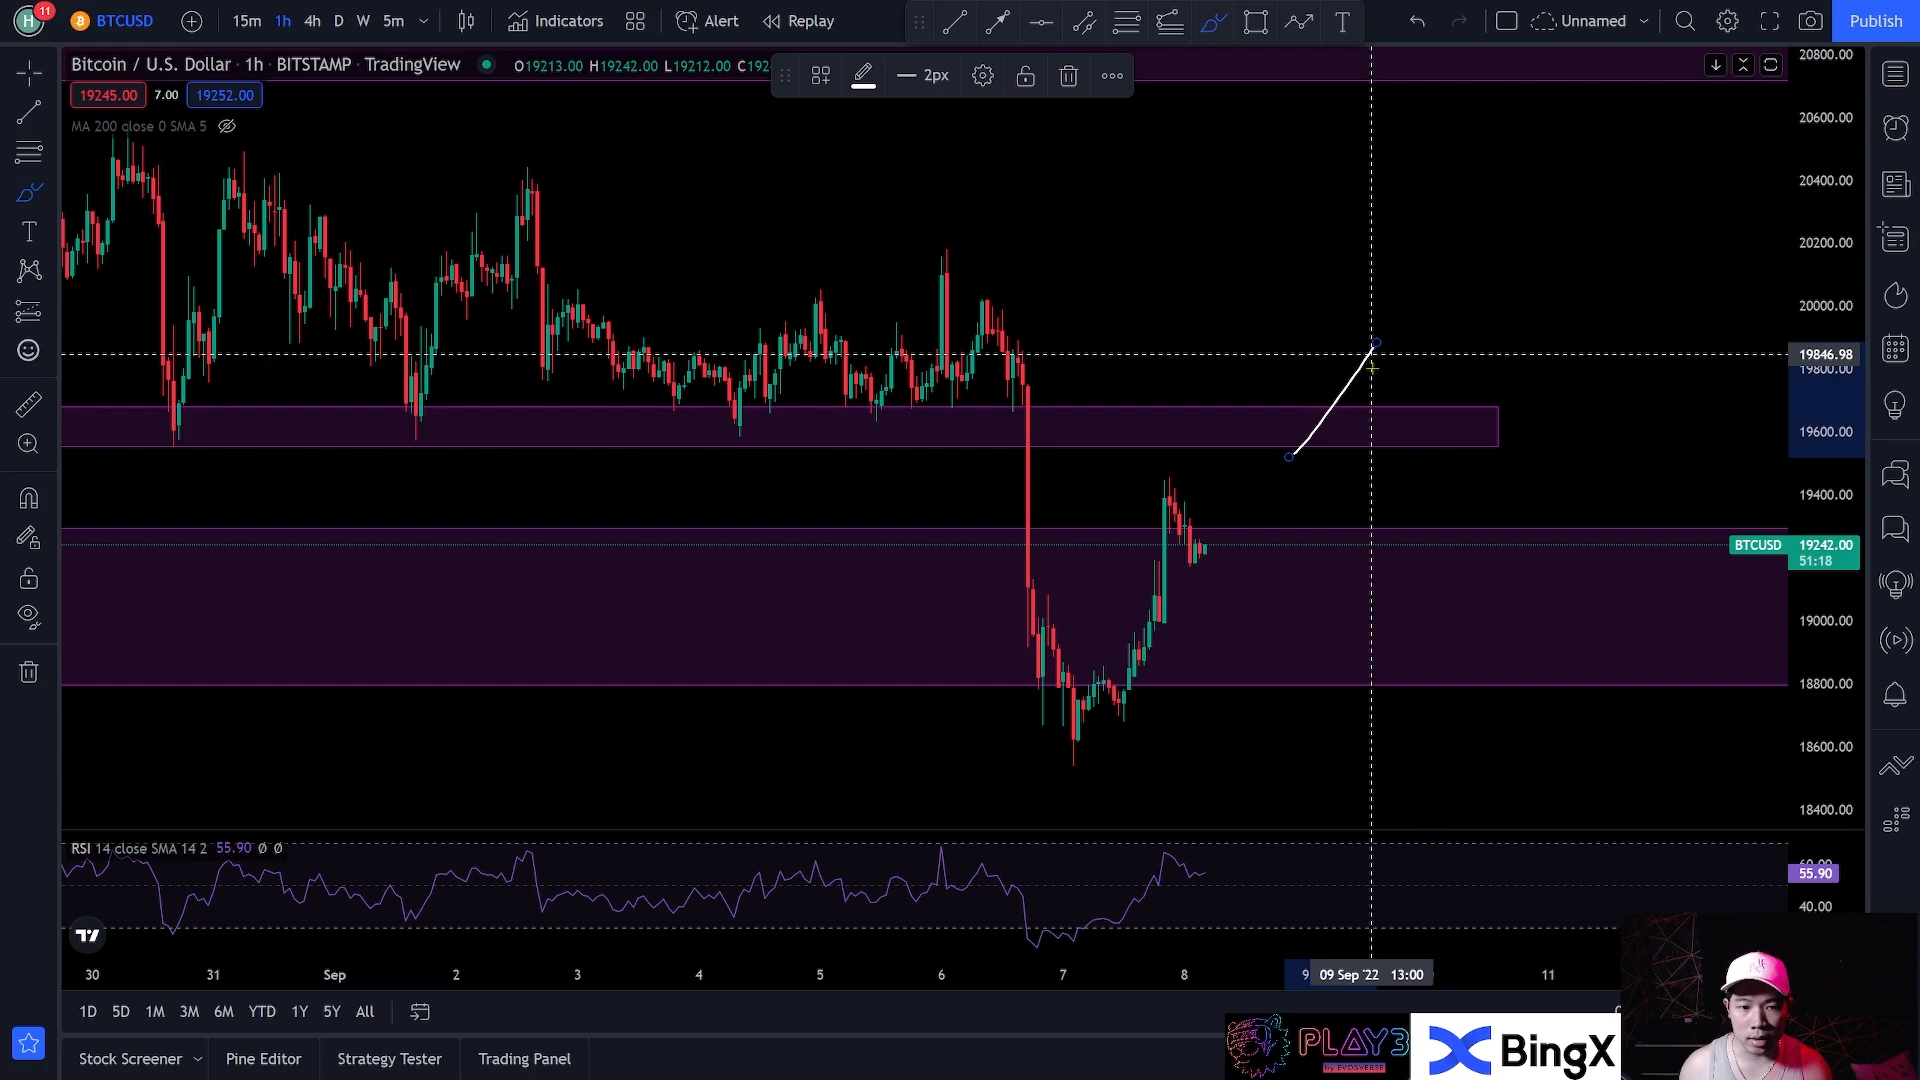 H 11 BTCUSD 15m 1h 4h D W 5m Indicators Alert Replay T Unnamed Publish
Bitcoin / U.S. Dollar · 1h · BITSTAMP · TradingView O19213.00 H19242.00 L19212.00 C192
2px
19245.00 7.00 19252.00
MA 200 close 0 SMA 5
20800.00
20600.00
20400.00
20200.00
20000.00
19846.98
19800.00
19600.00
19400.00
BTCUSD 19242.00
51:18
19000.00
18800.00
18600.00
18400.00
RSI 14 close SMA 14 2 55.90 Ø Ø
60.00
55.90
40.00
30 31 Sep 2 3 4 5 6 7 8 9 09 Sep '22 13:00 11
1D 5D 1M 3M 6M YTD 1Y 5Y All
Stock Screener Pine Editor Strategy Tester Trading Panel
PLAY3
by EVOSVERSE
BingX